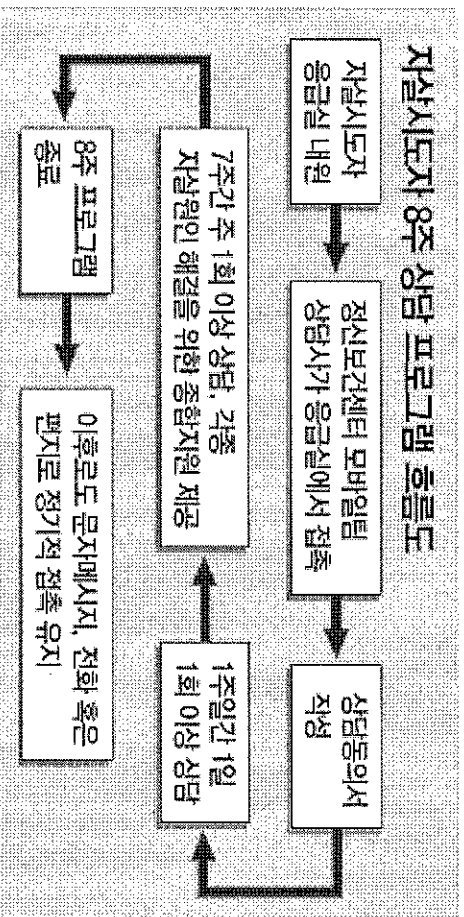 자살시도자 8주 상담 프로그램 흐름도
자살시도자
응급실 내원
정신보건센터 모바일팀
상담사가 응급실에서 접촉
상담동의서
작성
1주일간 1일
1회 이상 상담
7주간 주 1회 이상 상담, 각종
자살원인 해결을 위한 종합지원 제공
8주 프로그램
종료
이후로도 문자메시지, 전화 혹은
편지로 정기적 접촉 유지